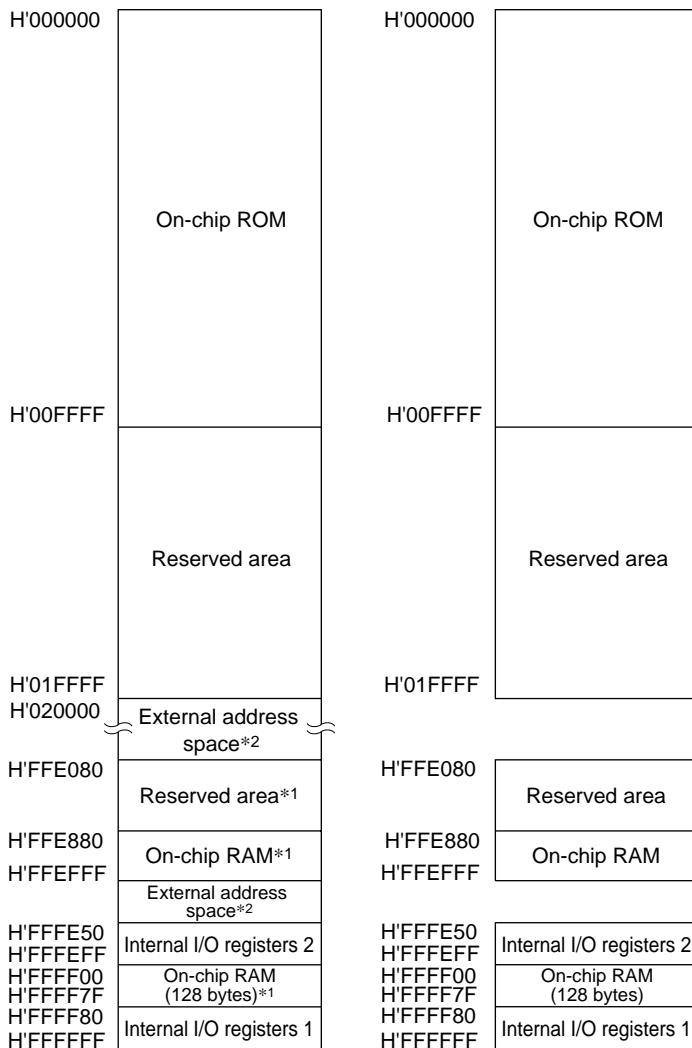 H'000000
On-chip ROM
H'00FFFF
Reserved area
H'01FFFF
H'020000
External address
space*2
H'FFE080
Reserved area*1
H'FFE880
On-chip RAM*1
H'FFEFFF
External address
space*2
H'FFFE50
Internal I/O registers 2
H'FFFEFF
H'FFFF00
On-chip RAM
(128 bytes)*1
H'FFFF7F
H'FFFF80
Internal I/O registers 1
H'FFFFFF
H'000000
On-chip ROM
H'00FFFF
Reserved area
H'01FFFF
H'FFE080
Reserved area
H'FFE880
On-chip RAM
H'FFEFFF
H'FFFE50
Internal I/O registers 2
H'FFFEFF
H'FFFF00
On-chip RAM
(128 bytes)
H'FFFF7F
H'FFFF80
Internal I/O registers 1
H'FFFFFF